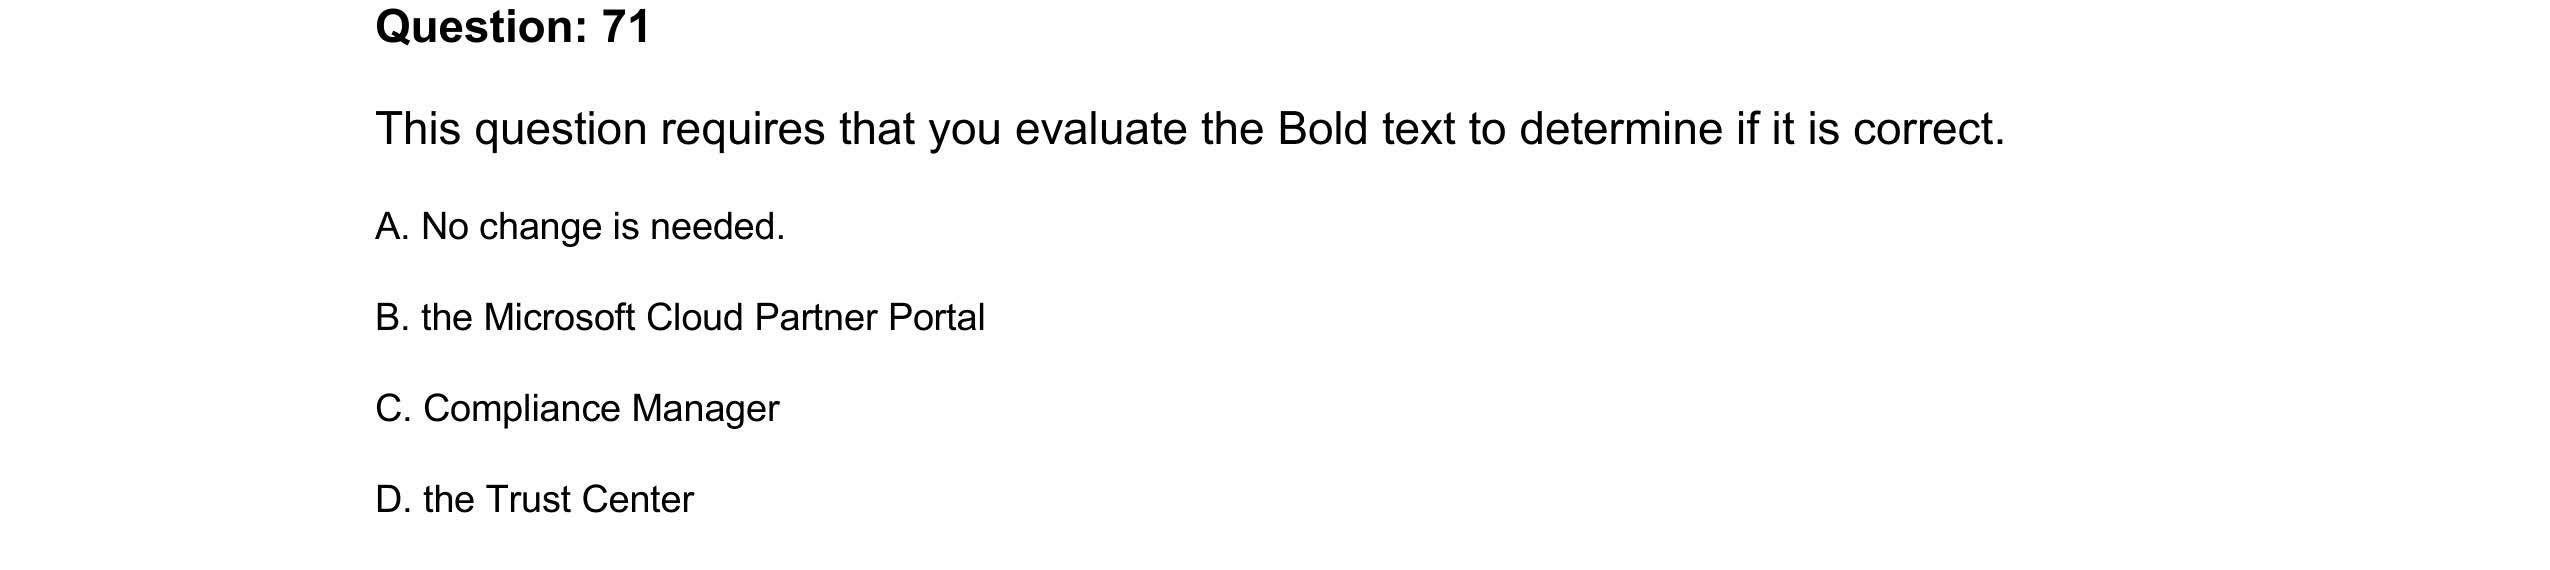 Question: 71
This question requires that you evaluate the Bold text to determine if it is correct.
A. No change is needed.
B. the Microsoft Cloud Partner Portal
C. Compliance Manager
D. the Trust Center